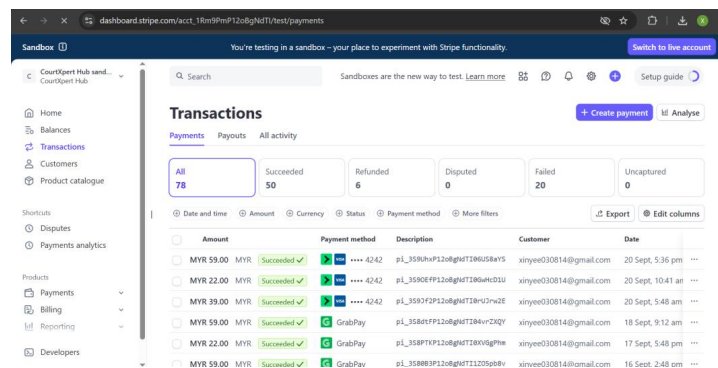 dashboard.stripe.com/acct_1Rm9PmP12oBgNdTI/test/payments
Sandbox
You're testing in a sandbox – your place to experiment with Stripe functionality.
Switch to live account
C
CourtXpert Hub sand...
CourtXpert Hub
Search
Sandboxes are the new way to test. Learn more
Setup guide
Home
Balances
Transactions
Customers
Product catalogue
Shortcuts
Disputes
Payments analytics
Products
Payments
Billing
Reporting
Developers
Transactions
+ Create payment
Analyse
Payments Payouts All activity
All Succeeded Refunded Disputed Failed Uncaptured
78 50 6 0 20 0
Date and time Amount Currency Status Payment method More filters
Export Edit columns
Amount Payment method Description Customer Date
MYR 59.00 MYR Succeeded VISA •••• 4242 xinyee030814@gmail.com 20 Sept, 5:36 pm
MYR 22.00 MYR Succeeded VISA •••• 4242 xinyee030814@gmail.com 20 Sept, 10:41 am
MYR 39.00 MYR Succeeded VISA •••• 4242 xinyee030814@gmail.com 20 Sept, 5:48 am
MYR 59.00 MYR Succeeded GrabPay xinyee030814@gmail.com 18 Sept, 9:12 am
MYR 22.00 MYR Succeeded GrabPay xinyee030814@gmail.com 17 Sept, 5:48 pm
MYR 59.00 MYR Succeeded GrabPay xinyee030814@gmail.com 16 Sept, 2:48 pm